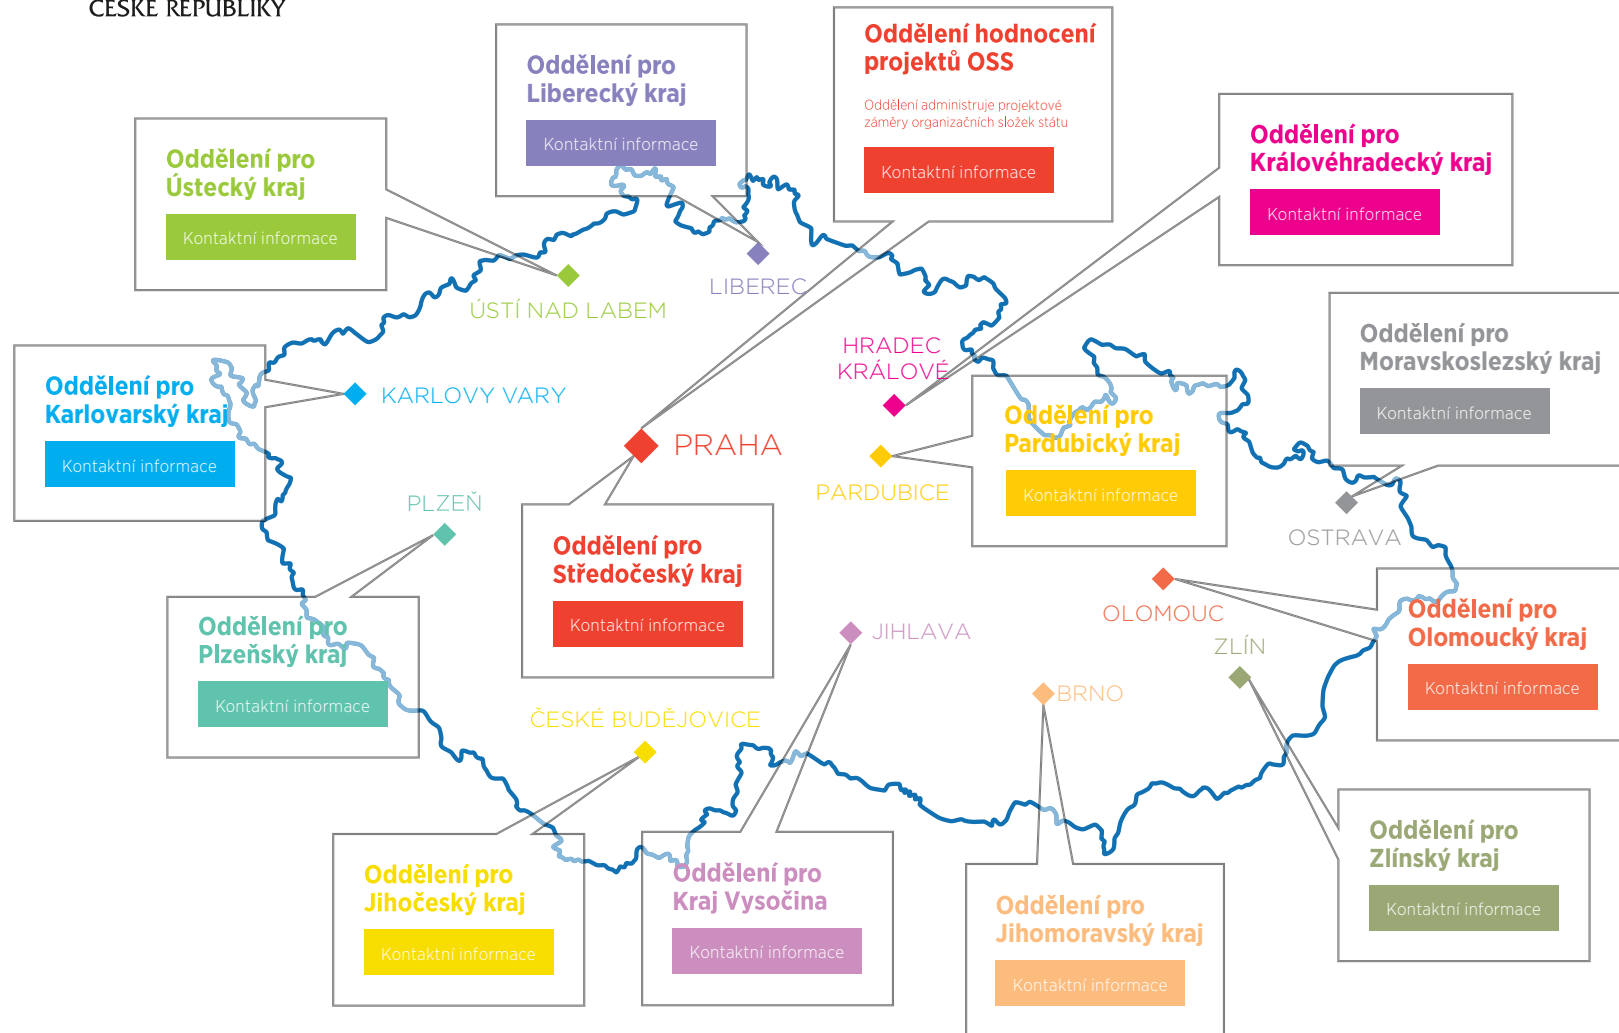 ČESKÉ REPUBLIKY
Oddělení hodnocení
projektů OSS
Oddělení administruje projektové
záměry organizačních složek státu
Kontaktní informace
Oddělení pro
Liberecký kraj
Kontaktní informace
Oddělení pro
Královéhradecký kraj
Kontaktní informace
Oddělení pro
Ústecký kraj
Kontaktní informace
LIBEREC
ÚSTÍ NAD LABEM
HRADEC
KRÁLOVÉ
Oddělení pro
Moravskoslezský kraj
Kontaktní informace
Oddělení pro
Karlovarský kraj
Kontaktní informace
KARLOVY VARY
PRAHA
Oddělení pro
Pardubický kraj
Kontaktní informace
PARDUBICE
PLZEŇ
OSTRAVA
Oddělení pro
Středočeský kraj
Kontaktní informace
OLOMOUC
Oddělení pro
Olomoucký kraj
Kontaktní informace
Oddělení pro
Plzeňský kraj
Kontaktní informace
JIHLAVA
ZLÍN
BRNO
ČESKÉ BUDĚJOVICE
Oddělení pro
Zlínský kraj
Kontaktní informace
Oddělení pro
Jihočeský kraj
Kontaktní informace
Oddělení pro
Kraj Vysočina
Kontaktní informace
Oddělení pro
Jihomoravský kraj
Kontaktní informace